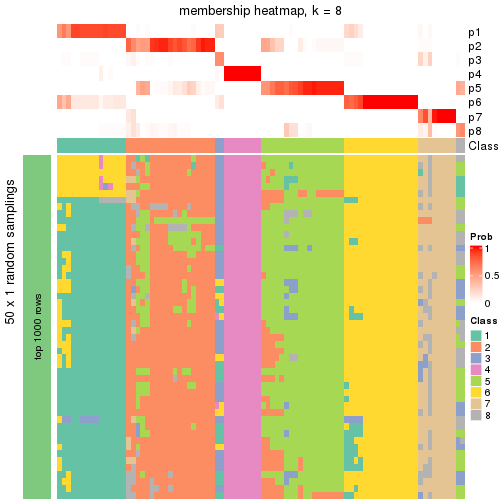 membership heatmap, k = 8
p1
p2
p3
p4
p5
p6
p7
p8
Class
50 x 1 random samplings
top 1000 rows
Prob
1
0.5
0
Class
1
2
3
4
5
6
7
8